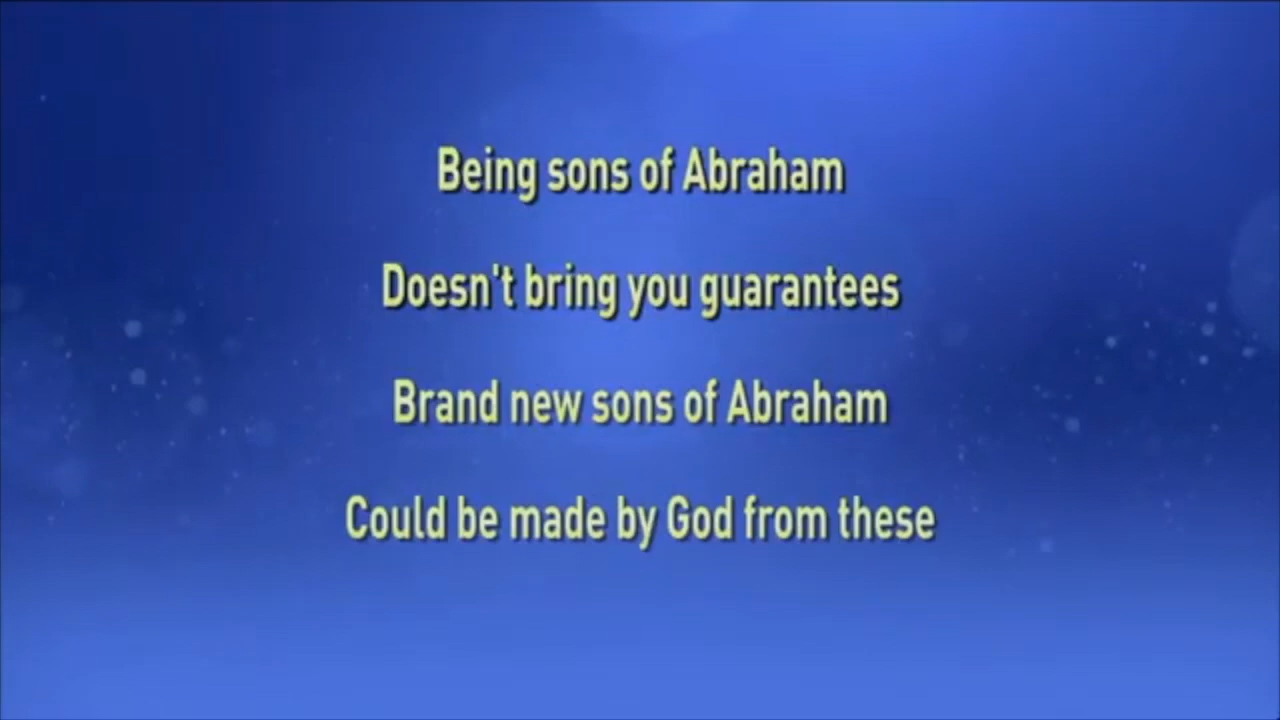 Being sons of Abraham
Doesn't bring you guarantees
Brand new sons of Abraham
Could be made by God from these